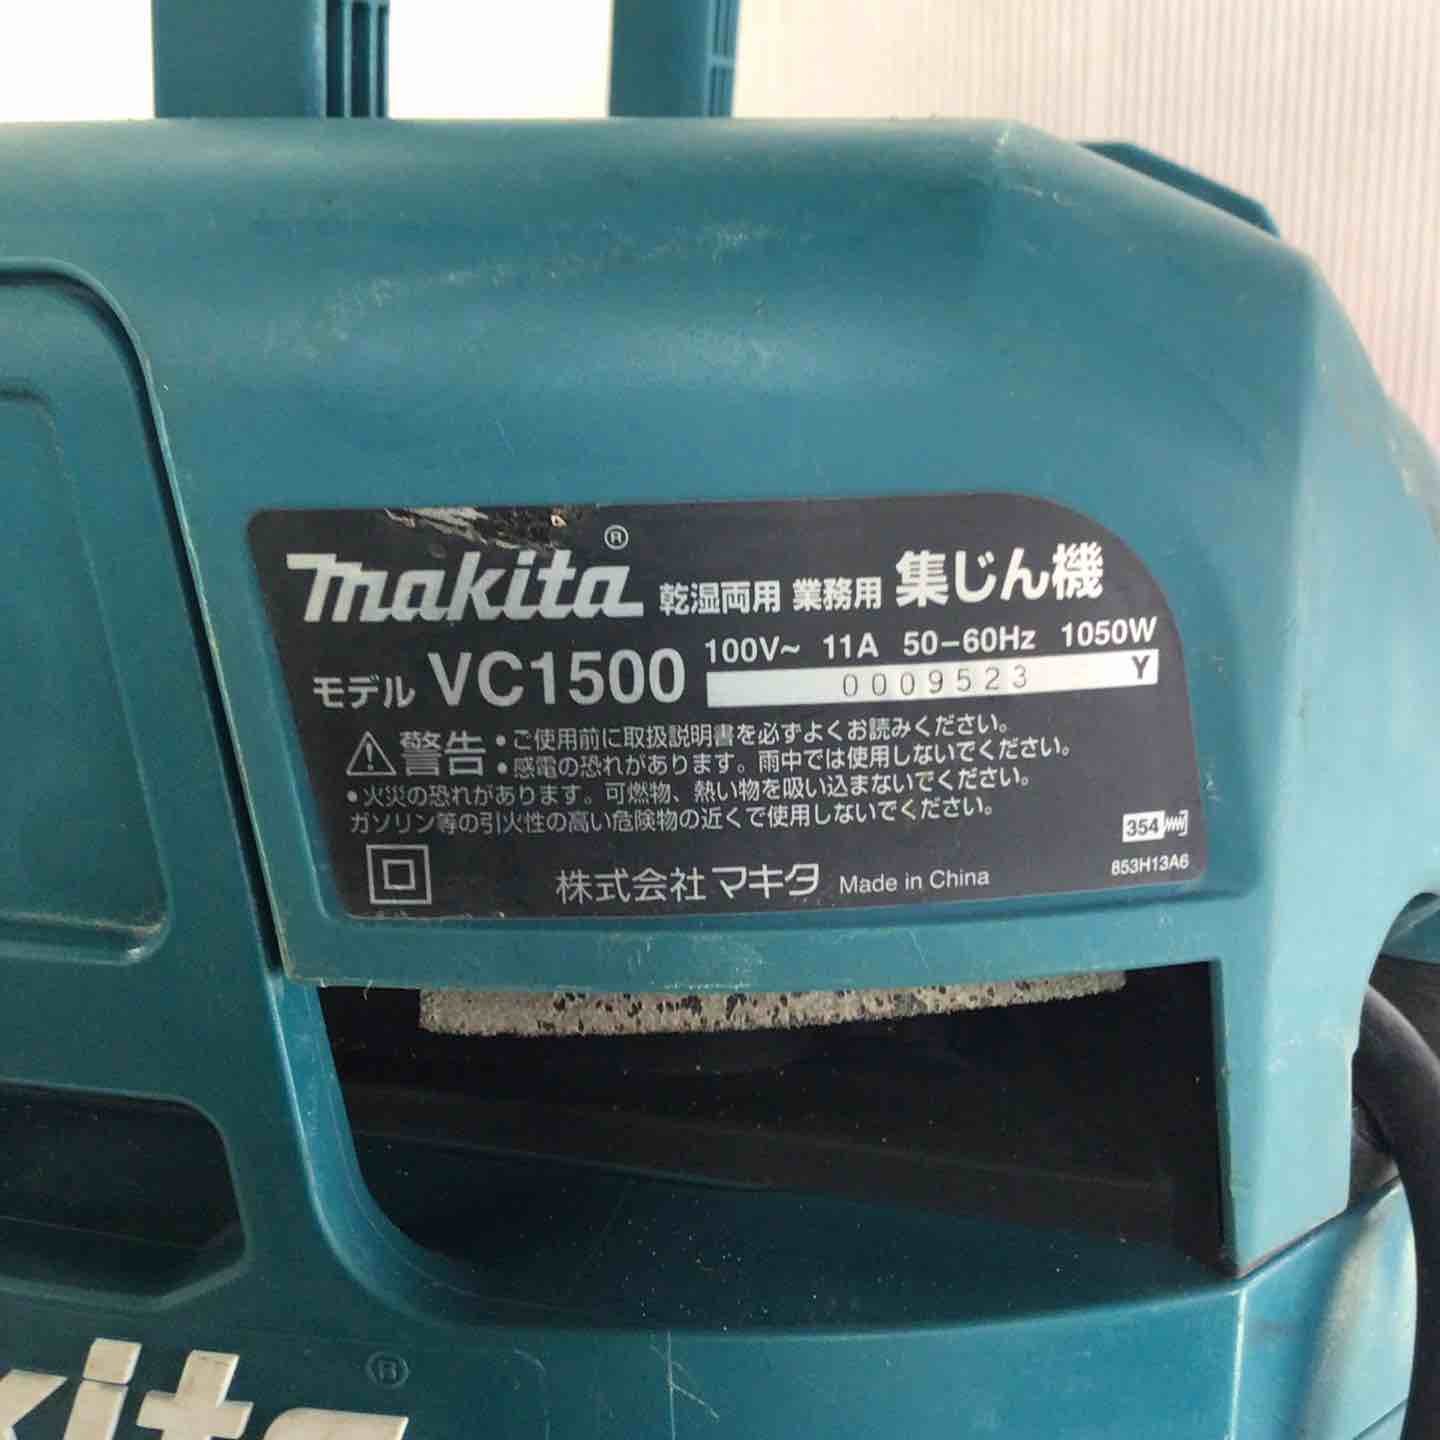 makita® 乾湿両用 業務用 集じん機
モデル VC1500 100V~ 11A 50-60Hz 1050W
0009523 Y
警告 •ご使用前に取扱説明書を必ずよくお読みください。
•感電の恐れがあります。雨中では使用しないでください。
•火災の恐れがあります。可燃物、熱い物を吸い込まないでください。
ガソリン等の引火性の高い危険物の近くで使用しないでください。
354
株式会社 マキタ Made in China
853H13A6
kita®